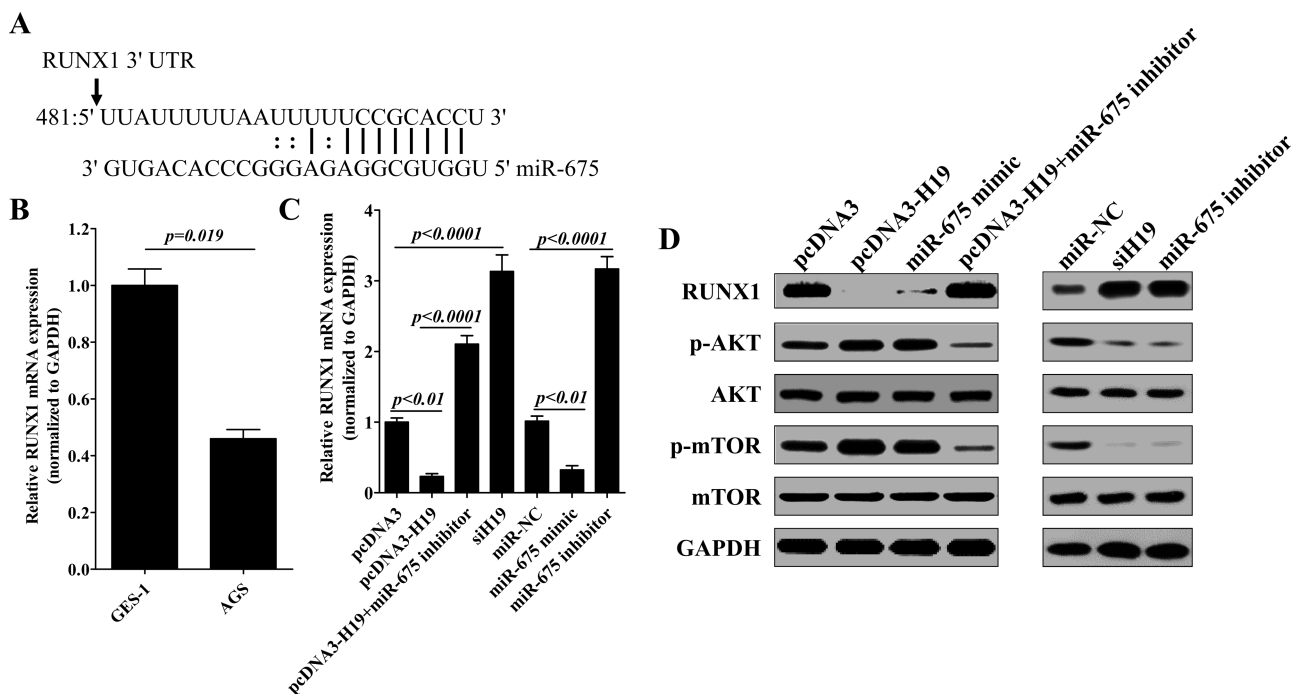 A
RUNX1 3' UTR
481:5' UUAUUUUUAAUUUUUUCCGCACCU 3'
3' GUGACACCCGGGAGAGGCGUGGU 5' miR-675
B
Relative RUNX1 mRNA expression
(normalized to GAPDH)
1.2
1.0
0.8
0.6
0.4
0.2
0.0
p=0.019
GES-1
AGS
C
Relative RUNX1 mRNA expression
(normalized to GAPDH)
4
3
2
1
0
p<0.0001
p<0.0001
p<0.0001
p<0.01
p<0.01
pcDNA3
pcDNA3-H19
pcDNA3-H19+miR-675 inhibitor
siH19
miR-NC
miR-675 mimic
miR-675 inhibitor
D
pcDNA3
pcDNA3-H19
miR-675 mimic
pcDNA3-H19+miR-675 inhibitor
miR-NC
siH19
miR-675 inhibitor
RUNX1
p-AKT
AKT
p-mTOR
mTOR
GAPDH